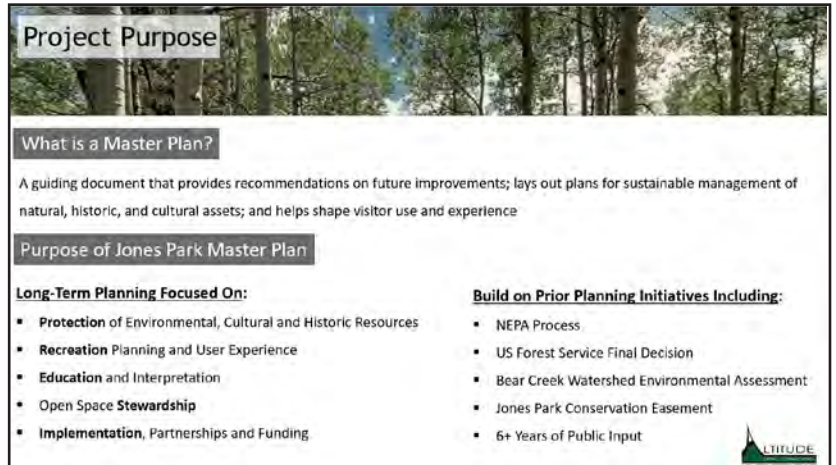 Project Purpose
What is a Master Plan?
A guiding document that provides recommendations on future improvements; lays out plans for sustainable management of
natural, historic, and cultural assets; and helps shape visitor use and experience
Purpose of Jones Park Master Plan
Long-Term Planning Focused On:
▪ Protection of Environmental, Cultural and Historic Resources
▪ Recreation Planning and User Experience
▪ Education and Interpretation
▪ Open Space Stewardship
▪ Implementation, Partnerships and Funding
Build on Prior Planning Initiatives Including:
▪ NEPA Process
▪ US Forest Service Final Decision
▪ Bear Creek Watershed Environmental Assessment
▪ Jones Park Conservation Easement
▪ 6+ Years of Public Input
LTITUDE